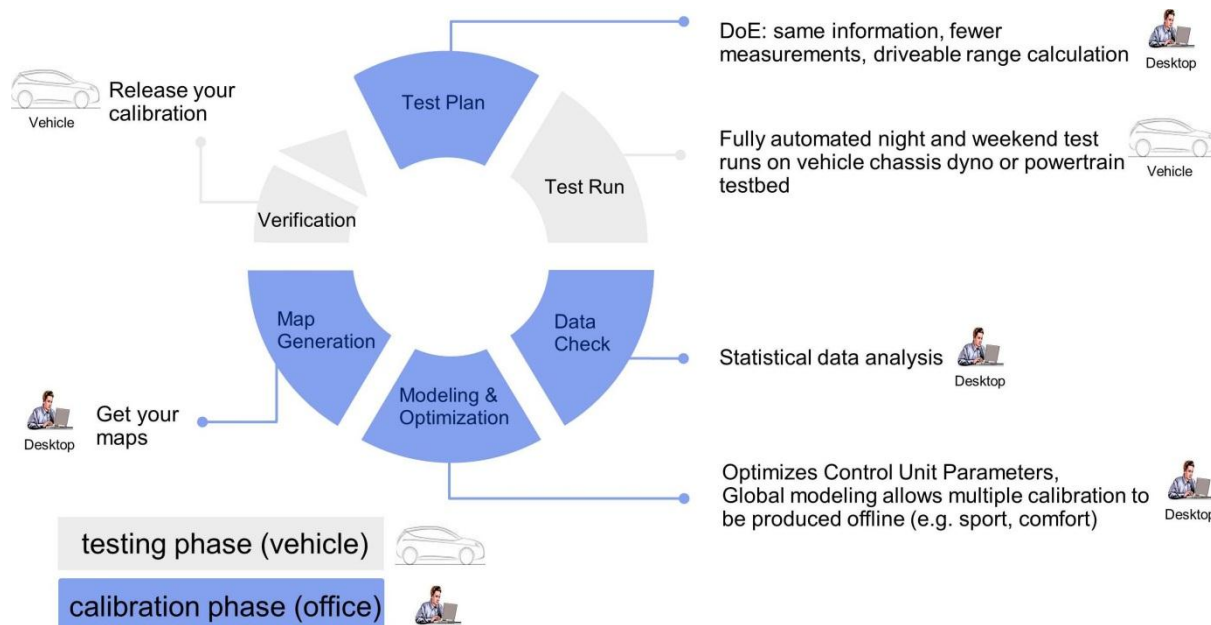 DoE: same information, fewer
measurements, driveable range calculation
Desktop
Test Plan
Release your
calibration
Vehicle
Fully automated night and weekend test
runs on vehicle chassis dyno or powertrain
testbed
Vehicle
Test Run
Verification
Map
Generation
Data
Check
Statistical data analysis
Desktop
Modeling &
Optimization
Get your
maps
Desktop
Optimizes Control Unit Parameters,
Global modeling allows multiple calibration to
be produced offline (e.g. sport, comfort)
Desktop
testing phase (vehicle)
calibration phase (office)